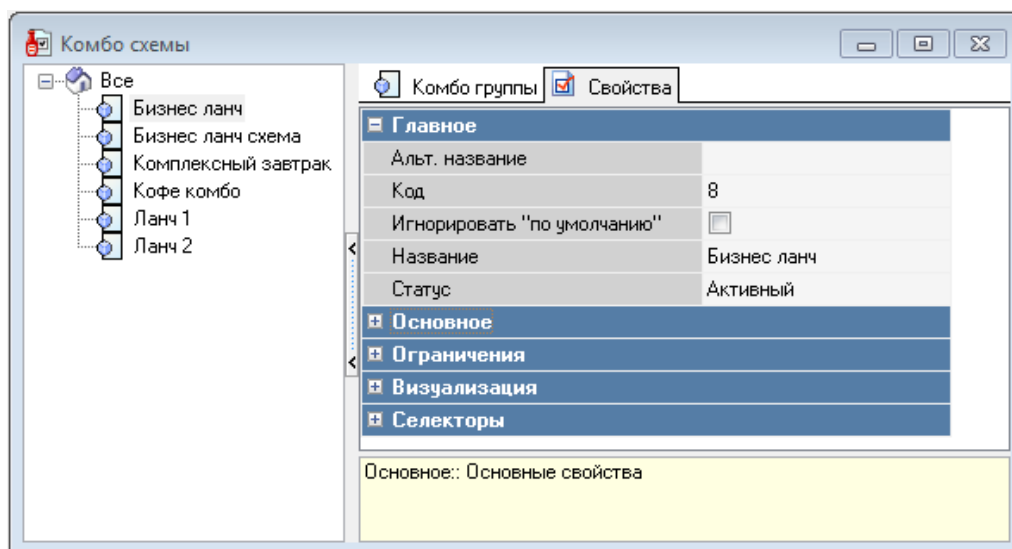 Комбо схемы
Все
Бизнес ланч
Бизнес ланч схема
Комплексный завтрак
Кофе комбо
Ланч 1
Ланч 2
Комбо группы Свойства
Главное
Альт. название
Код 8
Игнорировать "по умолчанию"
Название Бизнес ланч
Статус Активный
Основное
Ограничения
Визуализация
Селекторы
Основное:: Основные свойства